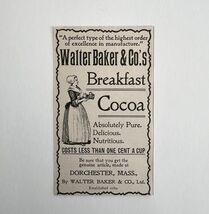 "A perfect type of the highest order
of excellence in manufacture."
Walter Baker & Co.'s
Breakfast
Cocoa
Absolutely Pure.
Delicious.
Nutritious.
COSTS LESS THAN ONE CENT A CUP.
Be sure that you get the
genuine article, made at
DORCHESTER, MASS.,
By WALTER BAKER & CO., Ltd.
Established 1780.